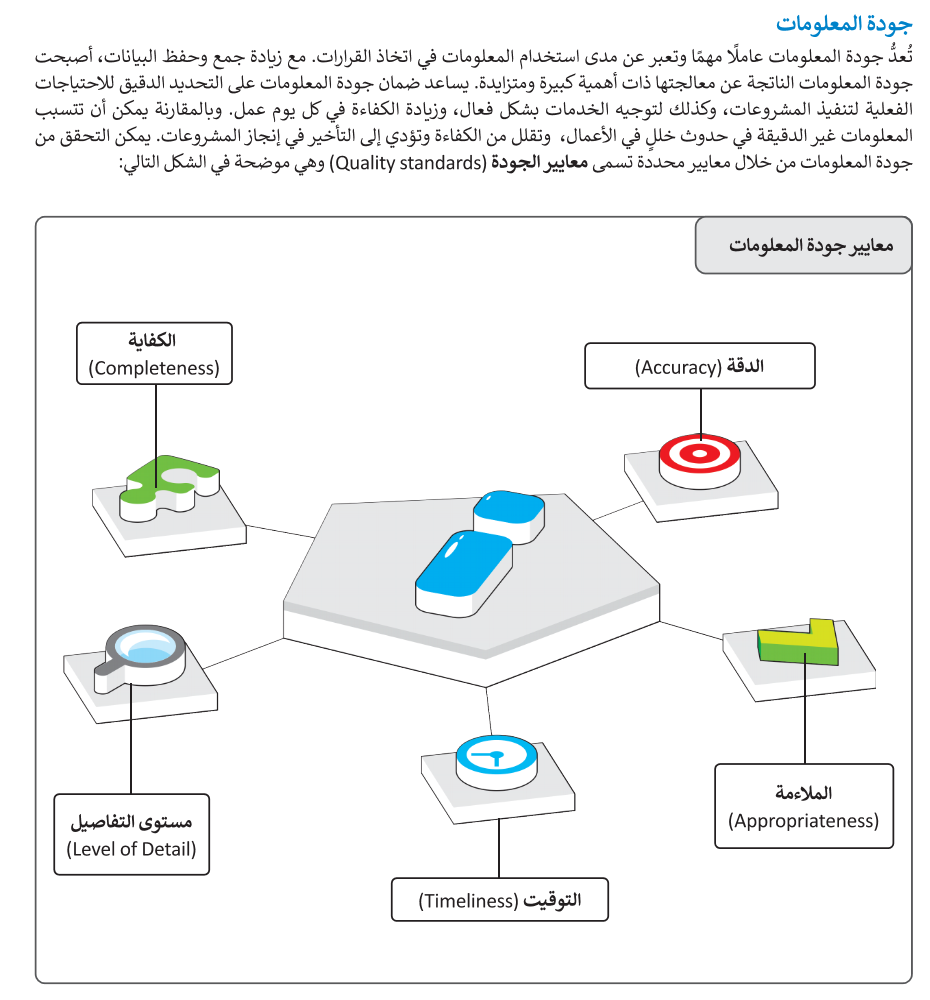 جودة المعلومات
تُعدُّ جودة المعلومات عاملًا مهمًا وتعبر عن مدى استخدام المعلومات في اتخاذ القرارات. مع زيادة جمع وحفظ البيانات، أصبحت
جودة المعلومات الناتجة عن معالجتها ذات أهمية كبيرة ومتزايدة. يساعد ضمان جودة المعلومات على التحديد الدقيق للاحتياجات
الفعلية لتنفيذ المشروعات، وكذلك لتوجيه الخدمات بشكل فعال، وزيادة الكفاءة في كل يوم عمل. وبالمقارنة يمكن أن تتسبب
المعلومات غير الدقيقة في حدوث خللٍ في الأعمال، وتقلل من الكفاءة وتؤدي إلى التأخير في إنجاز المشروعات. يمكن التحقق من
جودة المعلومات من خلال معايير محددة تسمى معايير الجودة (Quality standards) وهي موضحة في الشكل التالي:
معايير جودة المعلومات
الدقة (Accuracy)
الكفاية
(Completeness)
الملاءمة
(Appropriateness)
مستوى التفاصيل
(Level of Detail)
التوقيت (Timeliness)